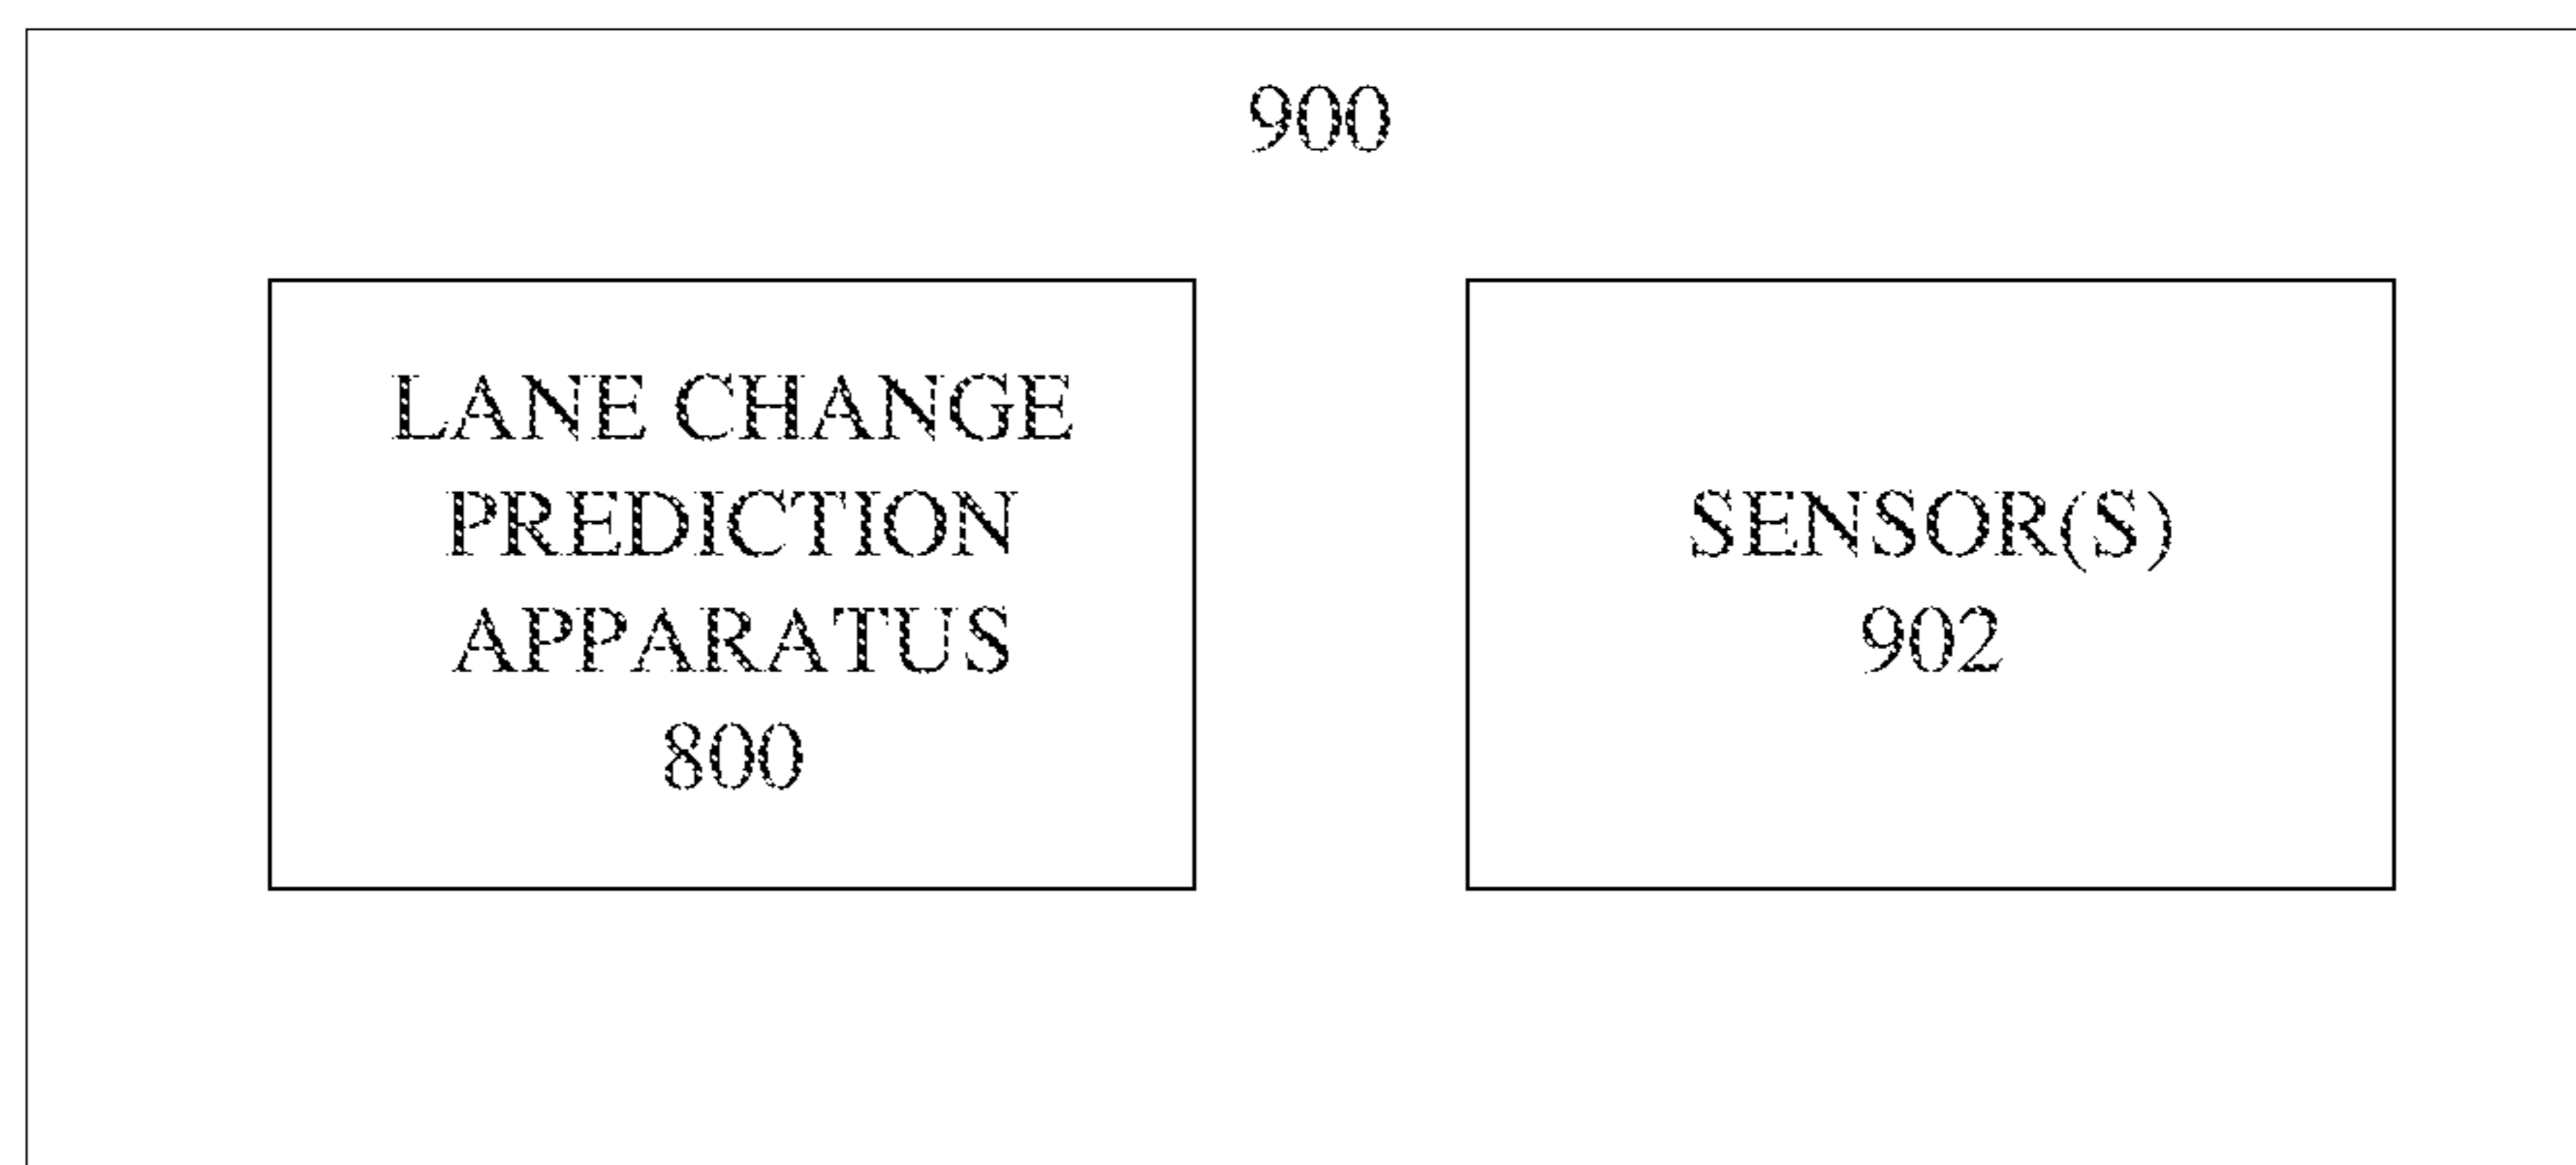 900
LANE CHANGE
PREDICTION
APPARATUS
800
SENSOR(S)
902